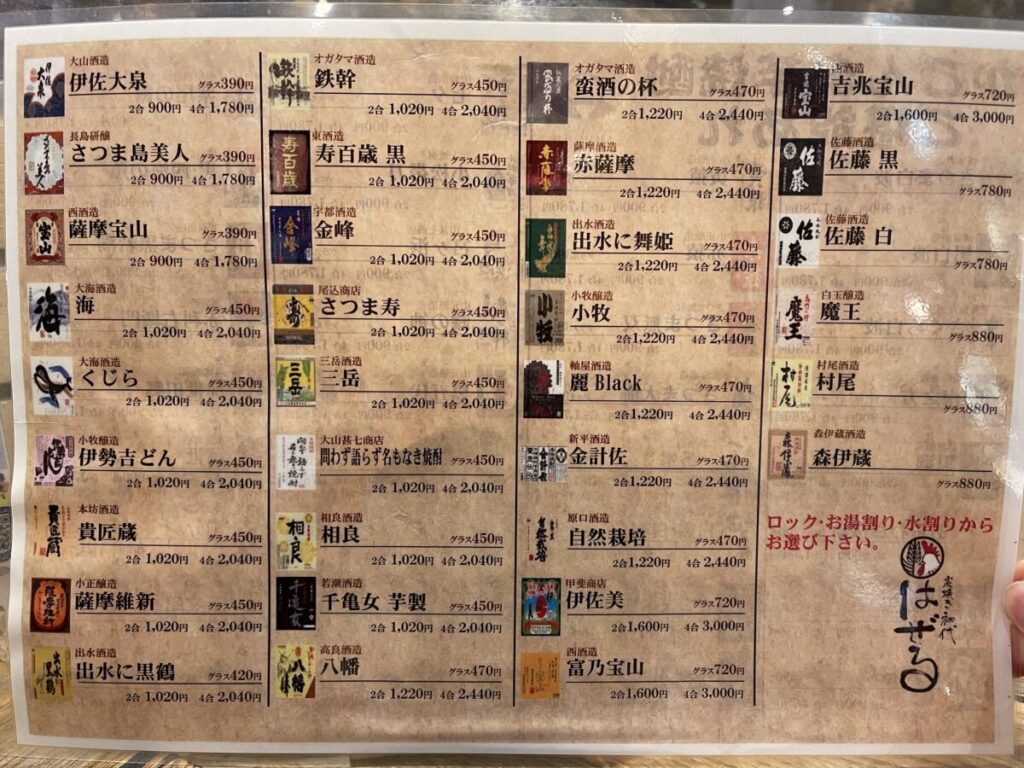 大山酒造
伊佐大泉 グラス390円
2合 900円 4合 1,780円
長島研醸
さつま島美人 グラス390円
2合 900円 4合 1,780円
西酒造
薩摩宝山 グラス390円
2合 900円 4合 1,780円
大海酒造
海 グラス450円
2合 1,020円 4合 2,040円
大海酒造
くじら グラス450円
2合 1,020円 4合 2,040円
小牧醸造
伊勢吉どん グラス450円
2合 1,020円 4合 2,040円
本坊酒造
貴匠蔵 グラス450円
2合 1,020円 4合 2,040円
小正醸造
薩摩維新 グラス450円
2合 1,020円 4合 2,040円
出水酒造
出水に黒鶴 グラス420円
2合 1,020円 4合 2,040円
オガタマ酒造
鉄幹 グラス450円
2合 1,020円 4合 2,040円
東酒造
寿百歳 黒 グラス450円
2合 1,020円 4合 2,040円
宇都酒造
金峰 グラス450円
2合 1,020円 4合 2,040円
尾込商店
さつま寿 グラス450円
2合 1,020円 4合 2,040円
三岳酒造
三岳 グラス450円
2合 1,020円 4合 2,040円
大山甚七商店
問わず語らず名もなき焼酎 グラス450円
2合 1,020円 4合 2,040円
相良酒造
相良 グラス450円
2合 1,020円 4合 2,040円
若潮酒造
千亀女 芋製 グラス450円
2合 1,020円 4合 2,040円
高良酒造
八幡 グラス470円
2合 1,220円 4合 2,440円
オガタマ酒造
蛮酒の杯 グラス470円
2合1,220円 4合 2,440円
薩摩酒造
赤薩摩 グラス470円
2合1,220円 4合 2,440円
出水酒造
出水に舞姫 グラス470円
2合1,220円 4合 2,440円
小牧醸造
小牧 グラス470円
2合1,220円 4合 2,440円
軸屋酒造
麗 Black グラス470円
2合1,220円 4合 2,440円
新平酒造
金計佐 グラス470円
2合1,220円 4合 2,440円
原口酒造
自然栽培 グラス470円
2合1,220円 4合 2,440円
甲斐商店
伊佐美 グラス720円
2合1,600円 4合 3,000円
西酒造
富乃宝山 グラス720円
2合1,600円 4合 3,000円
西酒造
吉兆宝山 グラス720円
2合1,600円 4合 3,000円
佐藤酒造
佐藤 黒
グラス780円
佐藤酒造
佐藤 白
グラス780円
白玉醸造
魔王
グラス880円
村尾酒造
村尾
グラス880円
森伊蔵酒造
森伊蔵
グラス880円
ロック・お湯割り・水割りから
お選び下さい。
炭焼き 初代
はぜる